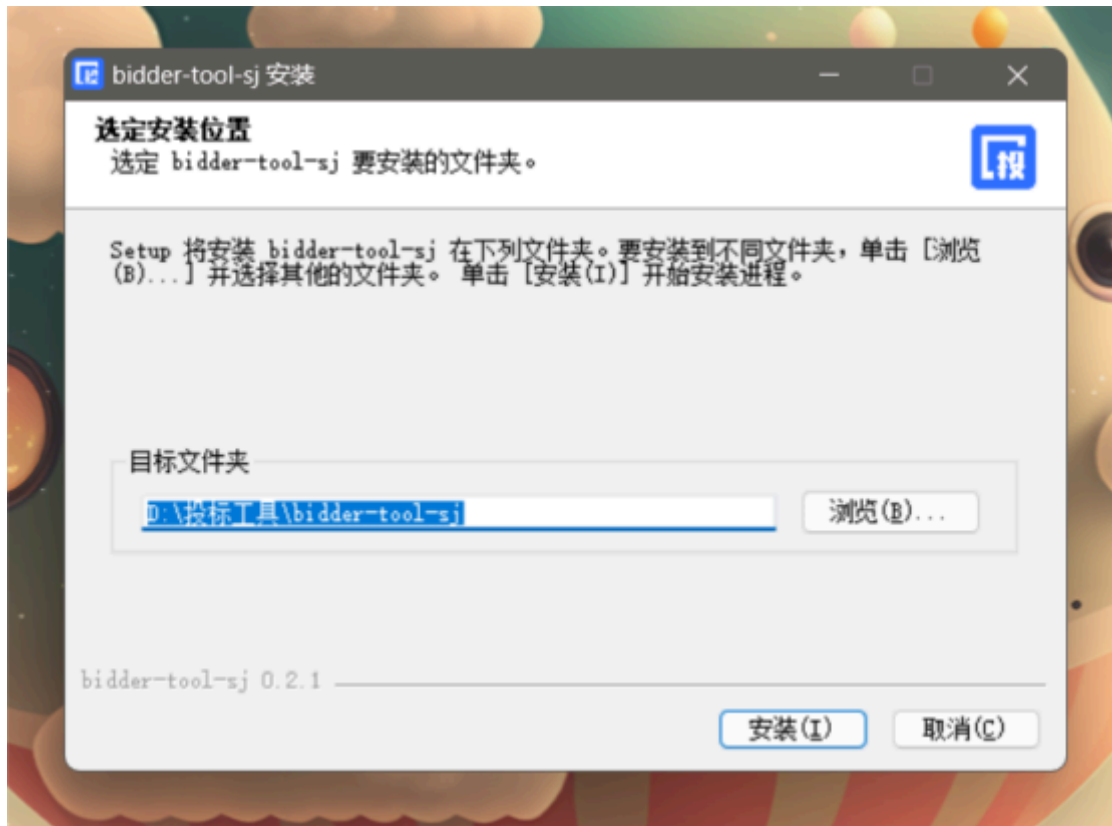 bidder-tool-sj 安装
选定安装位置
选定 bidder-tool-sj 要安装的文件夹。
投
Setup 将安装 bidder-tool-sj 在下列文件夹。要安装到不同文件夹，单击 [浏览
(B)...] 并选择其他的文件夹。 单击 [安装(I)] 开始安装进程。
目标文件夹
D:\投标工具\bidder-tool-sj
浏览(B)...
bidder-tool-sj 0.2.1
安装(I)
取消(C)